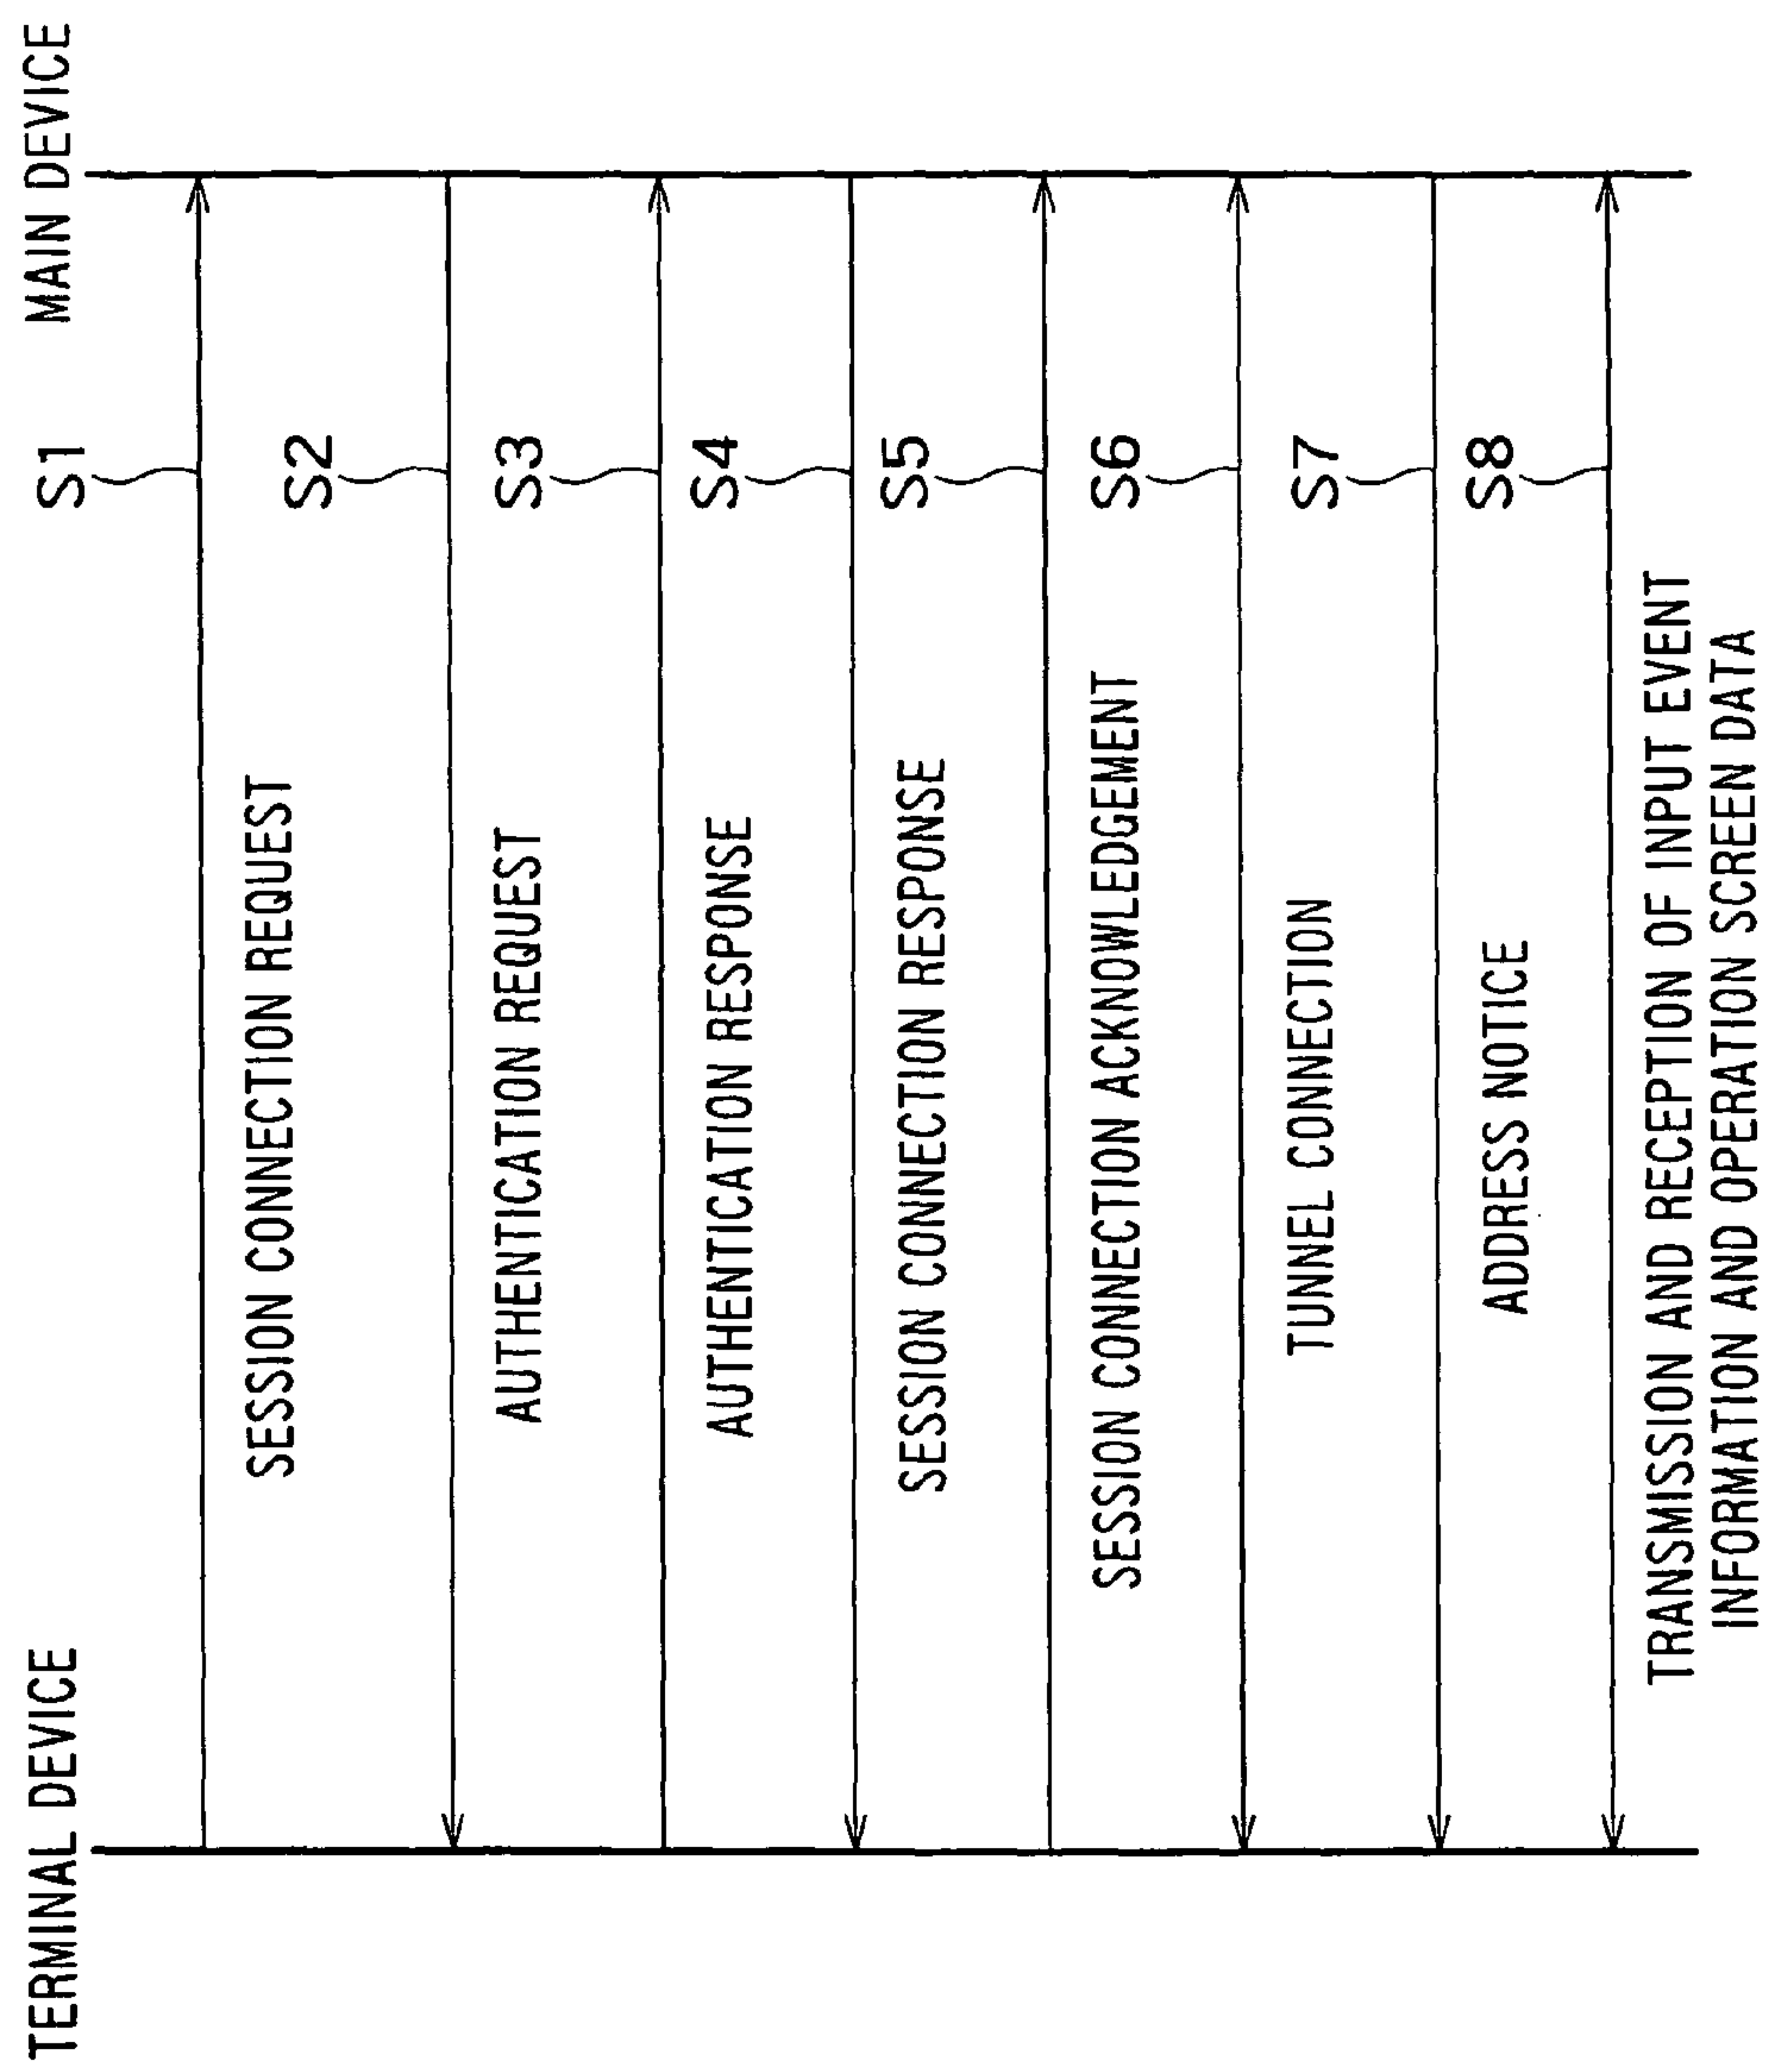 TERMINAL DEVICE
MAIN DEVICE
S1
SESSION CONNECTION REQUEST
S2
AUTHENTICATION REQUEST
S3
AUTHENTICATION RESPONSE
S4
SESSION CONNECTION RESPONSE
S5
SESSION CONNECTION ACKNOWLEDGEMENT
S6
TUNNEL CONNECTION
S7
ADDRESS NOTICE
S8
TRANSMISSION AND RECEPTION OF INPUT EVENT
INFORMATION AND OPERATION SCREEN DATA